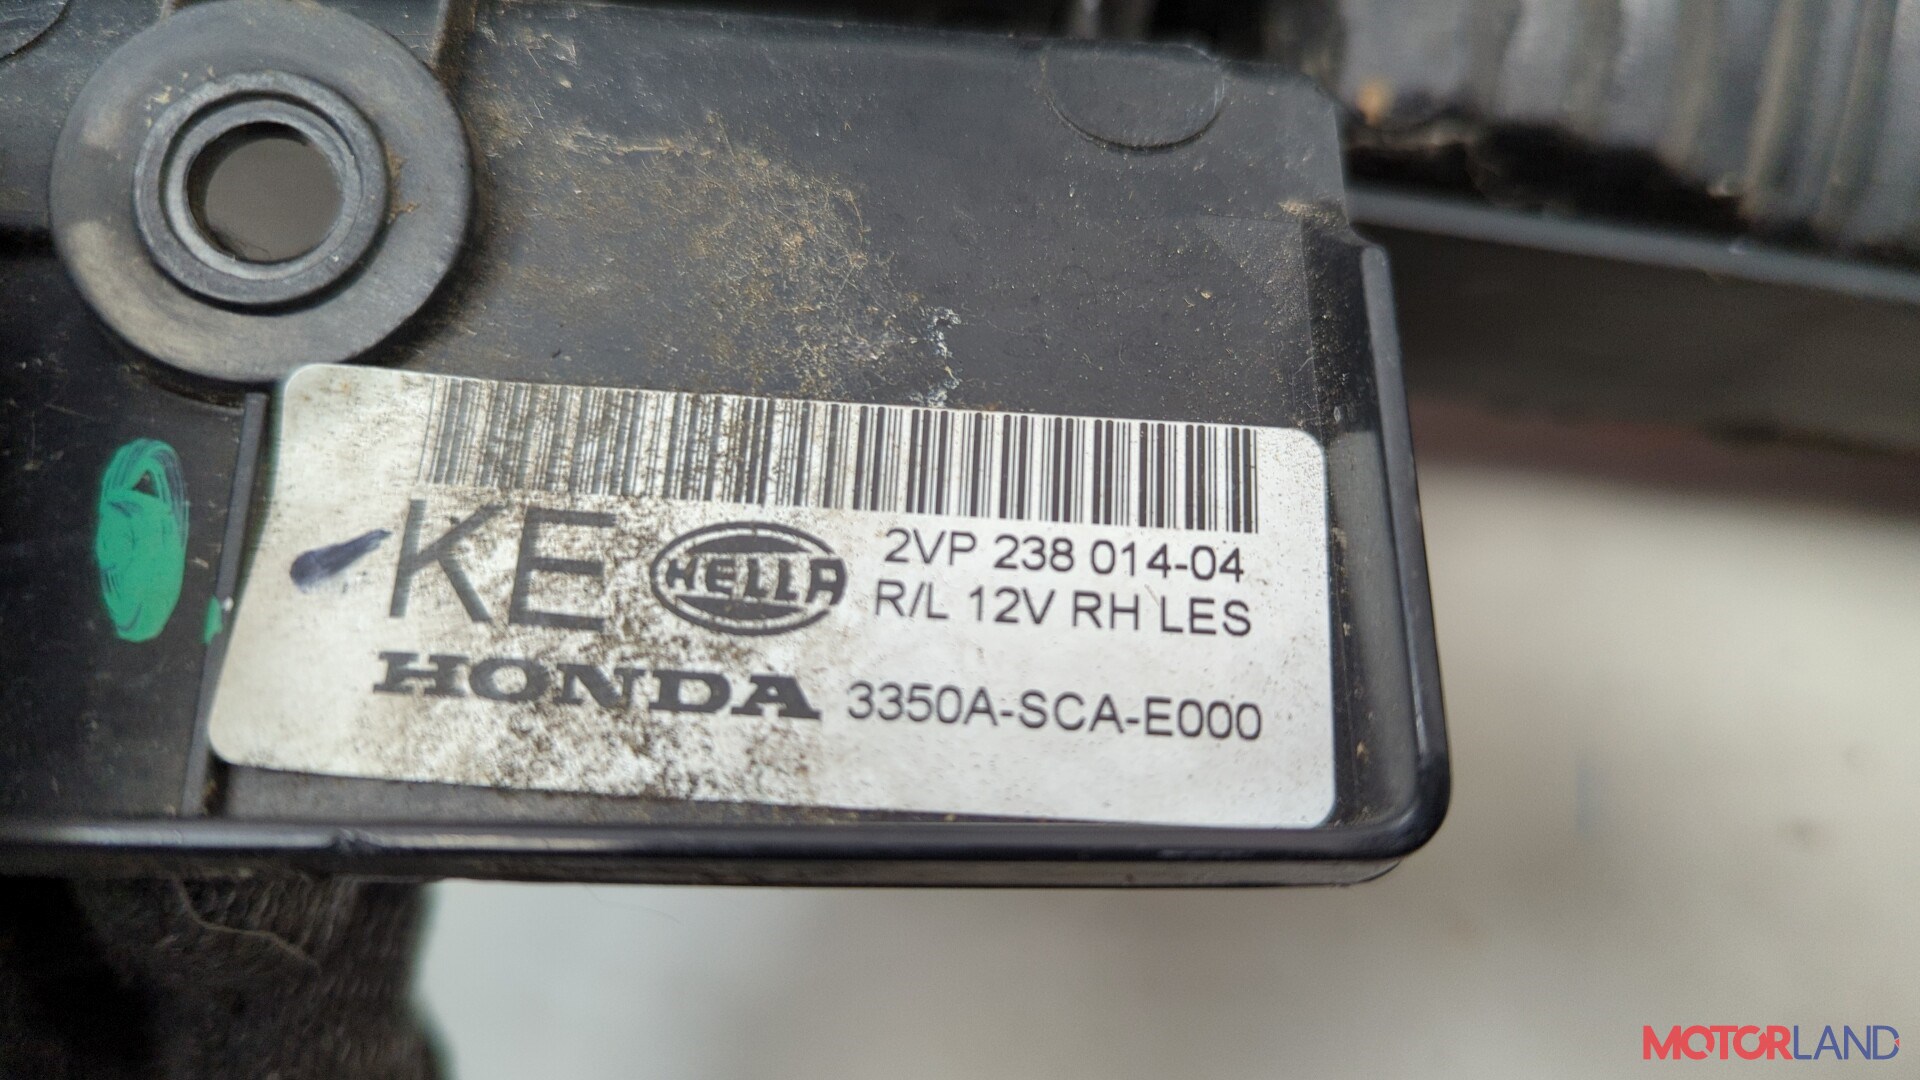 KE HELLA 2VP 238 014-04
R/L 12V RH LES
HONDA 3350A-SCA-E000
MOTORLAND